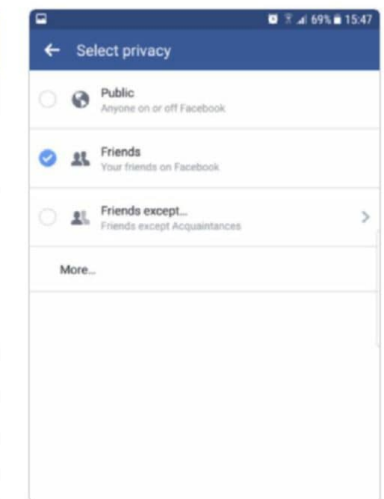 69% 15:47
Select privacy
Public
Anyone on or off Facebook
Friends
Your friends on Facebook
Friends except...
Friends except Acquaintances
More...